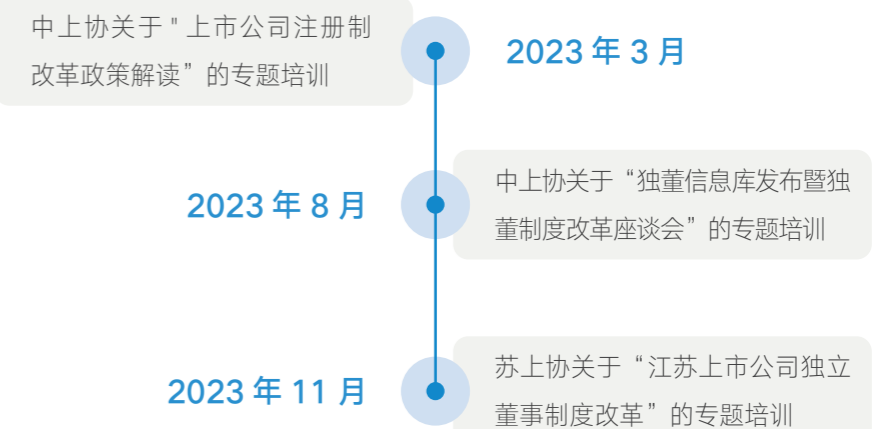 中上协关于 " 上市公司注册制
改革政策解读”的专题培训
2023 年 3 月
2023 年 8 月
中上协关于“独董信息库发布暨独
董制度改革座谈会”的专题培训
2023 年 11 月
苏上协关于“江苏上市公司独立
董事制度改革”的专题培训